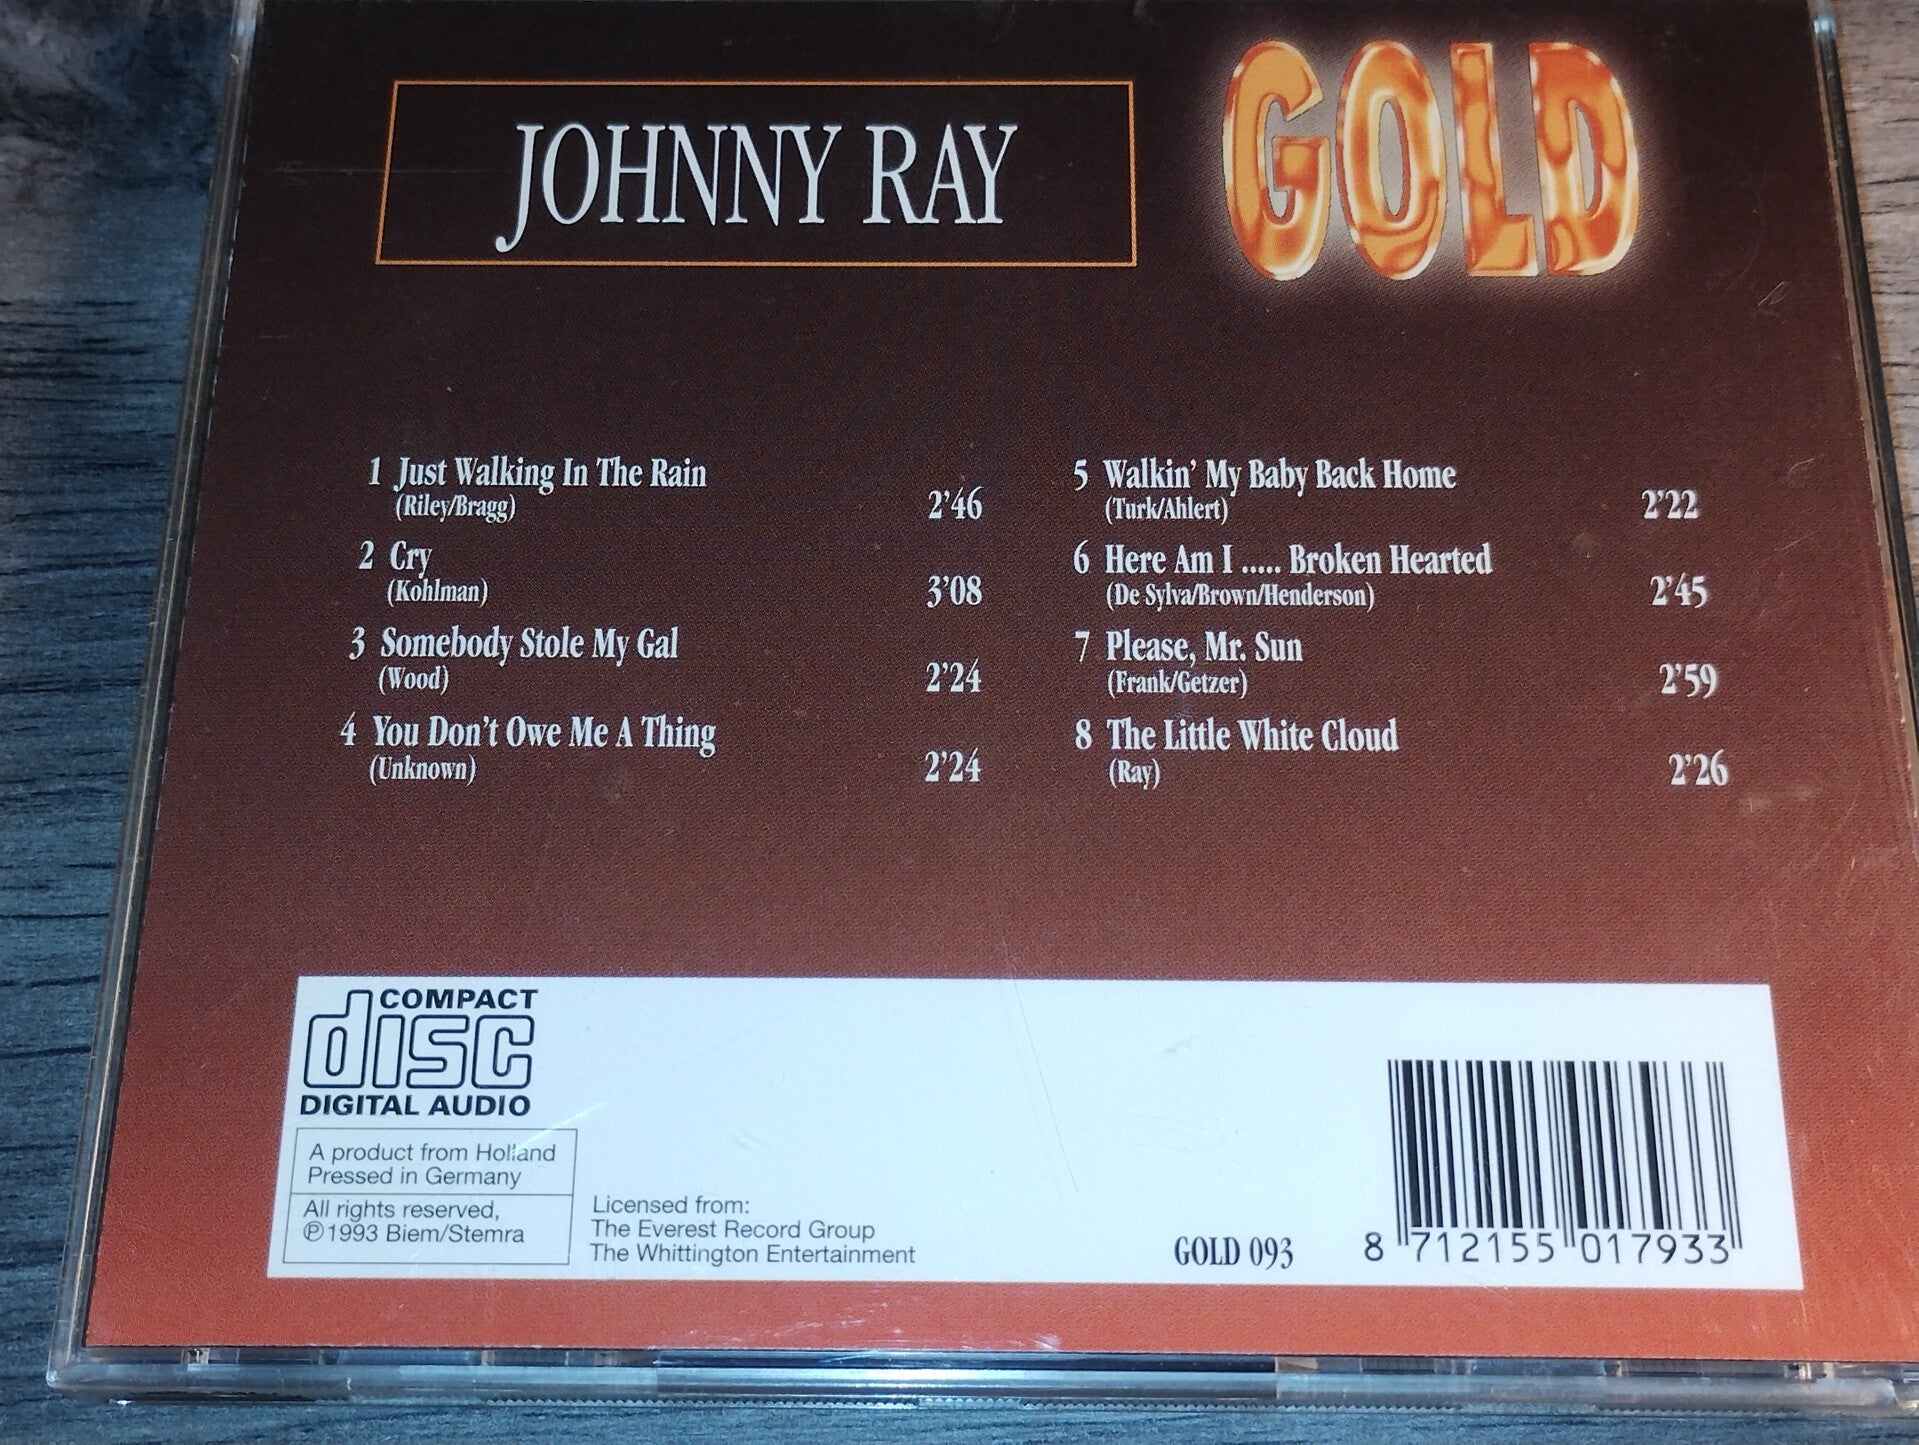 JOHNNY RAY
GOLD
1 Just Walking In The Rain
(Riley/Bragg) 2'46
2 Cry
(Kohlman) 3'08
3 Somebody Stole My Gal
(Wood) 2'24
4 You Don't Owe Me A Thing
(Unknown) 2'24
5 Walkin' My Baby Back Home
(Turk/Ahlert) 2'22
6 Here Am I ..... Broken Hearted
(De Sylva/Brown/Henderson) 2'45
7 Please, Mr. Sun
(Frank/Getzer) 2'59
8 The Little White Cloud
(Ray) 2'26
COMPACT
disc
DIGITAL AUDIO
A product from Holland
Pressed in Germany
All rights reserved,
℗1993 Biem/Stemra
Licensed from:
The Everest Record Group
The Whittington Entertainment
GOLD 093
8 712155 017933